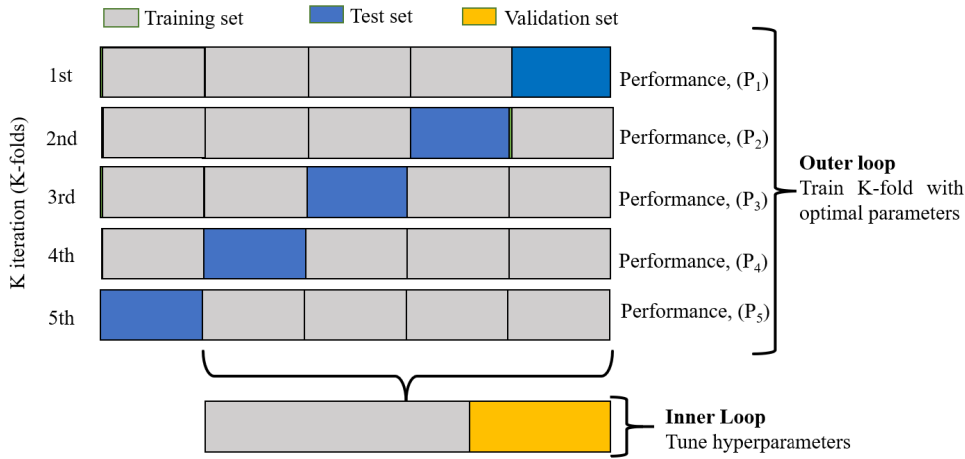 Training set
Test set
Validation set
K iteration (K-folds)
1st
Performance, (P₁)
2nd
Performance, (P₂)
3rd
Performance, (P₃)
4th
Performance, (P₄)
5th
Performance, (P₅)
Outer loop
Train K-fold with
optimal parameters
Inner Loop
Tune hyperparameters